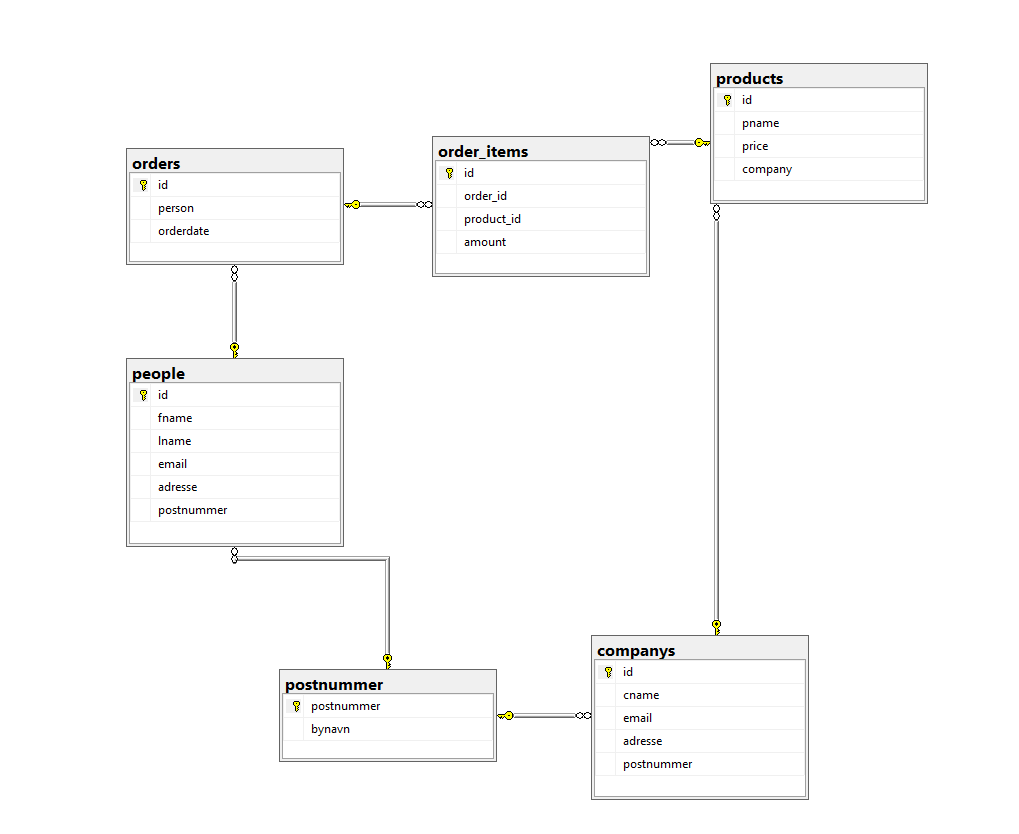 products
id
pname
price
company
order_items
id
order_id
product_id
amount
orders
id
person
orderdate
people
id
fname
lname
email
adresse
postnummer
companys
id
cname
email
adresse
postnummer
postnummer
postnummer
bynavn